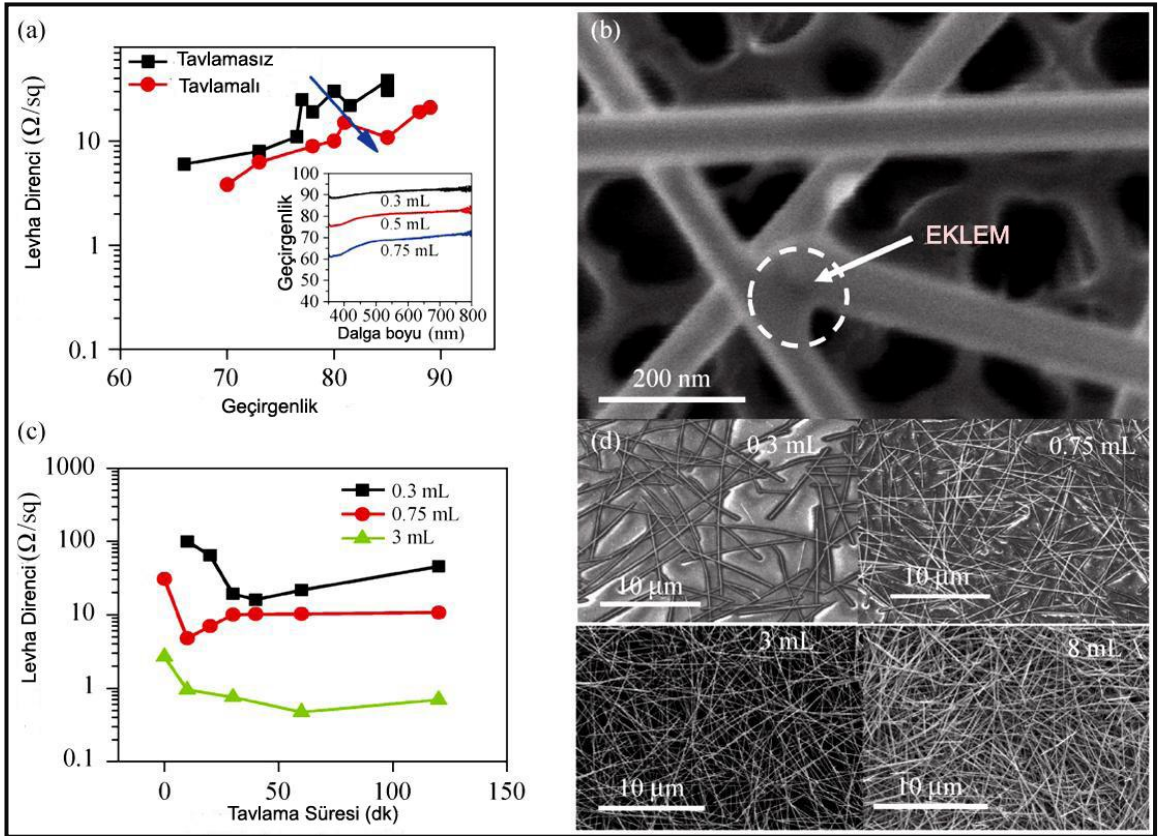 (a)
Tavlamasız
Tavlamalı
Levha Direnci (Ω/sq)
10
1
0.1
60 70 80 90
Geçirgenlik
100
90
80
70
60
50
40
Geçirgenlik
0.3 mL
0.5 mL
0.75 mL
400 500 600 700 800
Dalga boyu (nm)
(b)
EKLEM
200 nm
(c)
Levha Direnci (Ω/sq)
1000
100
10
1
0.1
0.3 mL
0.75 mL
3 mL
0 50 100 150
Tavlama Süresi (dk)
(d)
0.3 mL
10 µm
0.75 mL
10 µm
3 mL
10 µm
8 mL
10 µm